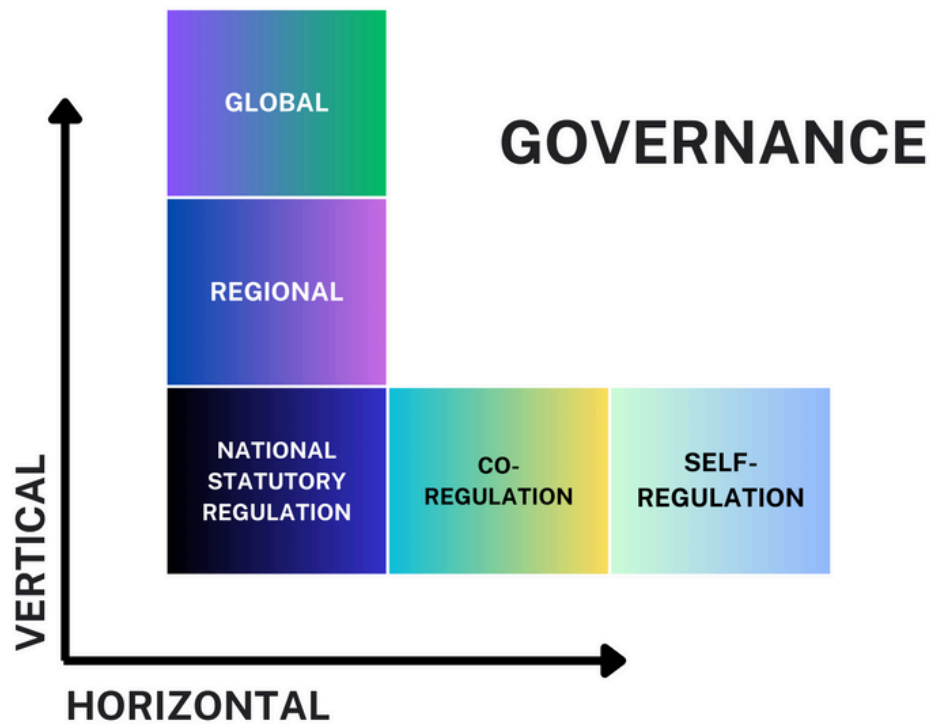 GLOBAL
GOVERNANCE
REGIONAL
NATIONAL
STATUTORY
REGULATION
CO-
REGULATION
SELF-
REGULATION
VERTICAL
HORIZONTAL